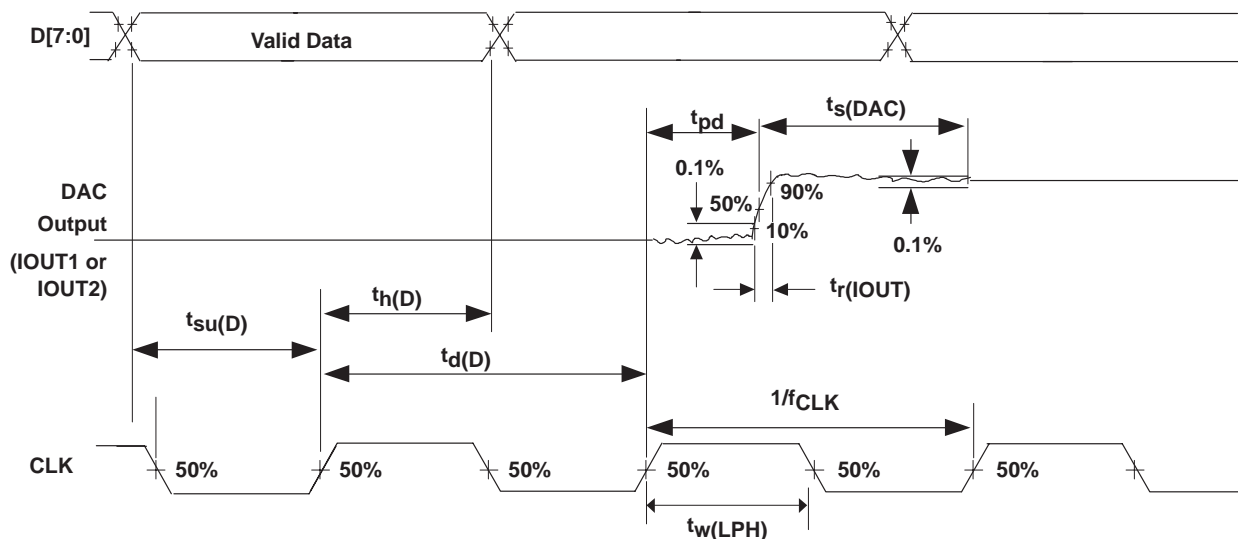 D[7:0]
Valid Data
ts(DAC)
tpd
0.1%
DAC
Output
(IOUT1 or
IOUT2)
50%
90%
10%
0.1%
tr(IOUT)
th(D)
tsu(D)
td(D)
1/fCLK
CLK
50%
50%
50%
50%
50%
50%
tw(LPH)